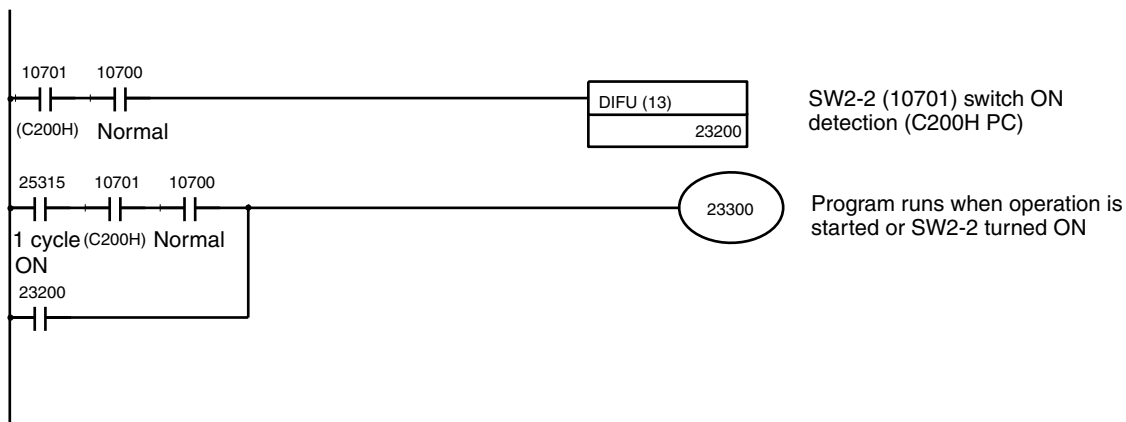 10701 10700
DIFU (13)
SW2-2 (10701) switch ON
detection (C200H PC)
(C200H) Normal
23200
25315 10701 10700
23300
Program runs when operation is
started or SW2-2 turned ON
1 cycle (C200H) Normal
ON
23200